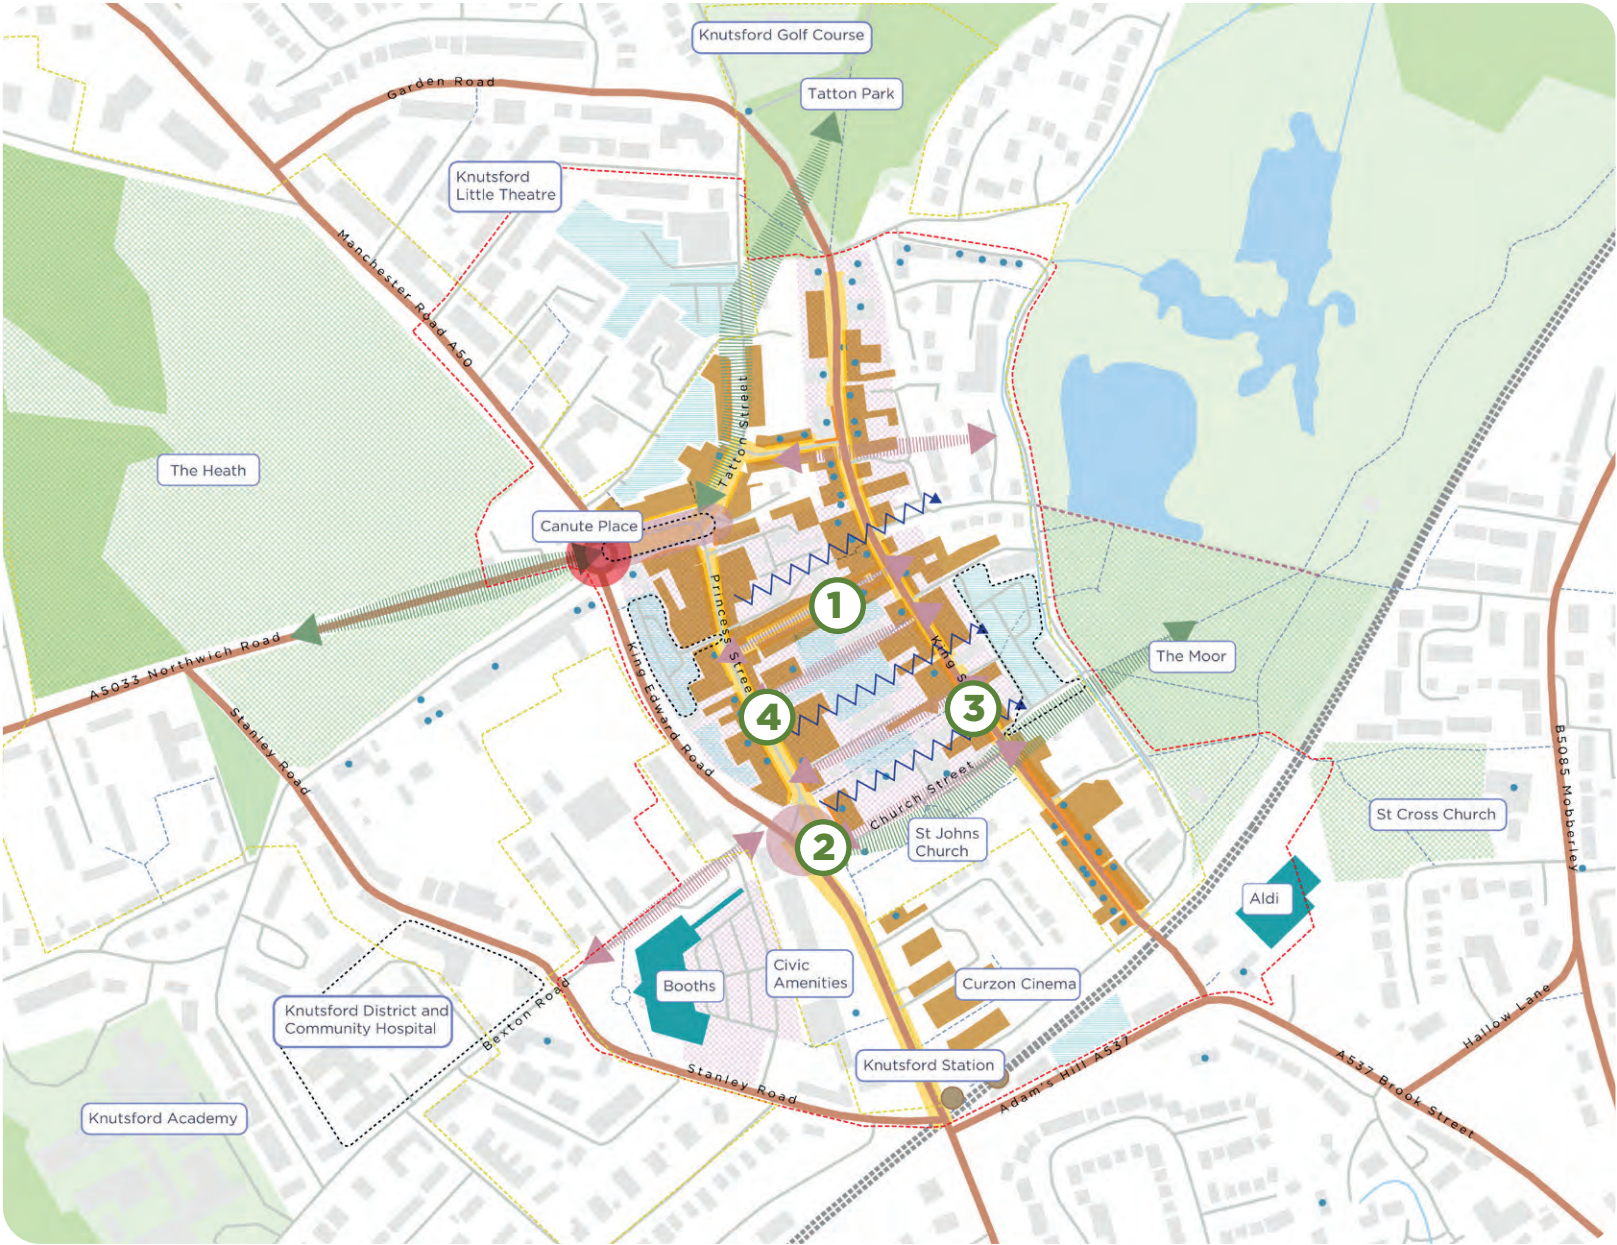 Knutsford Golf Course
Garden Road
Tatton Park
Knutsford
Little Theatre
Manchester Road A50
Tatton Street
The Heath
Canute Place
Princess Street
1
A5033 Northwich Road
King Edward Road
King S
The Moor
4
3
Stanley Road
B5085 Mobberley
Church Street
St Cross Church
2
St Johns
Church
Aldi
Civic
Amenities
Booths
Curzon Cinema
Knutsford District and
Community Hospital
Bexton Road
Hallow Lane
Knutsford Station
Stanley Road
Adam's Hill A537
A537 Brook Street
Knutsford Academy